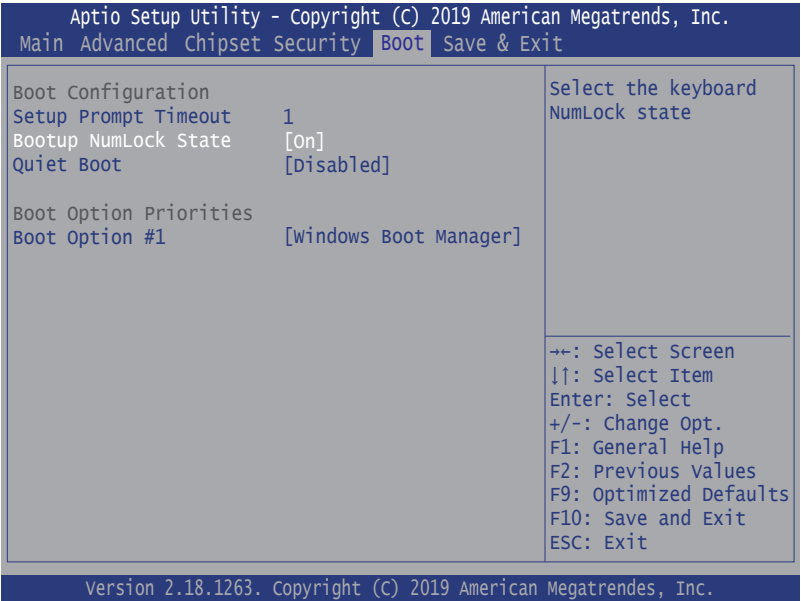 Aptio Setup Utility - Copyright (C) 2019 American Megatrends, Inc.
Main Advanced Chipset Security Boot Save & Exit
Boot Configuration
Setup Prompt Timeout 1
Bootup NumLock State [On]
Quiet Boot [Disabled]
Boot Option Priorities
Boot Option #1 [Windows Boot Manager]
Select the keyboard
NumLock state
→←: Select Screen
↓↑: Select Item
Enter: Select
+/-: Change Opt.
F1: General Help
F2: Previous Values
F9: Optimized Defaults
F10: Save and Exit
ESC: Exit
Version 2.18.1263. Copyright (C) 2019 American Megatrendes, Inc.